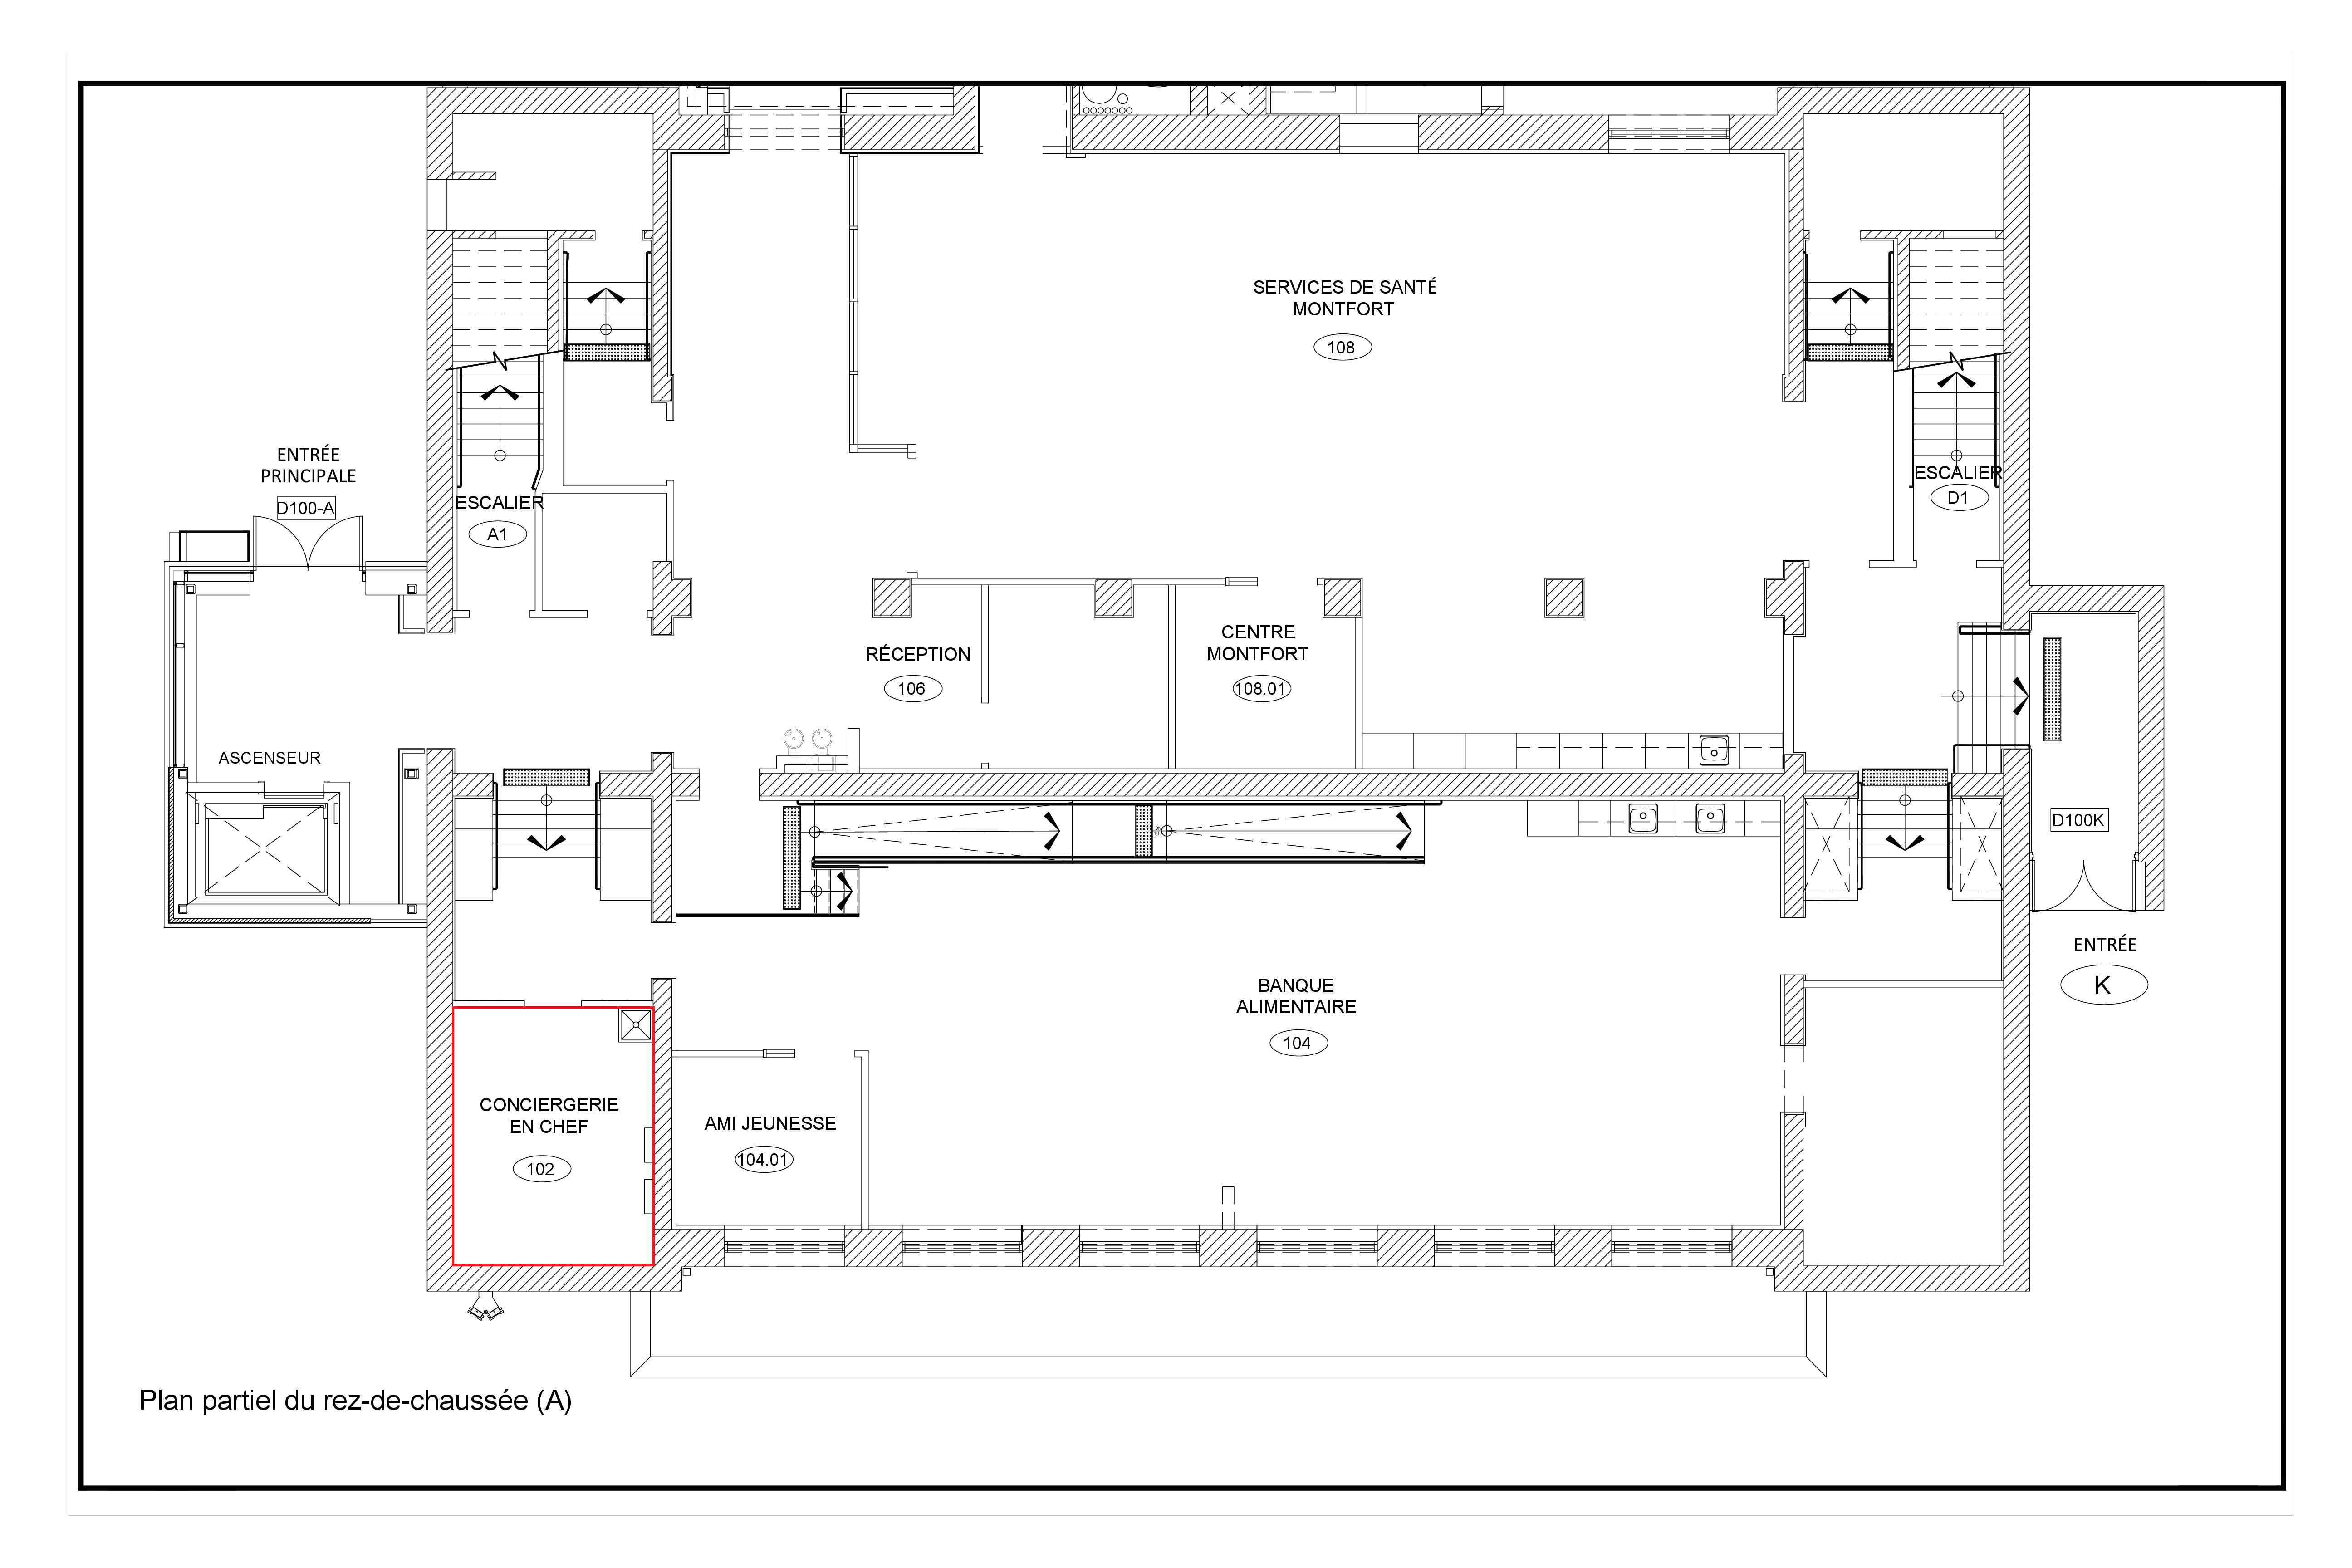 SERVICES DE SANTÉ
MONTFORT
108
ENTRÉE
PRINCIPALE
D100-A
ESCALIER
A1
ESCALIER
D1
RÉCEPTION
106
CENTRE
MONTFORT
108.01
ASCENSEUR
D100K
ENTRÉE
K
BANQUE
ALIMENTAIRE
104
CONCIERGERIE
EN CHEF
102
AMI JEUNESSE
104.01
Plan partiel du rez-de-chaussée (A)